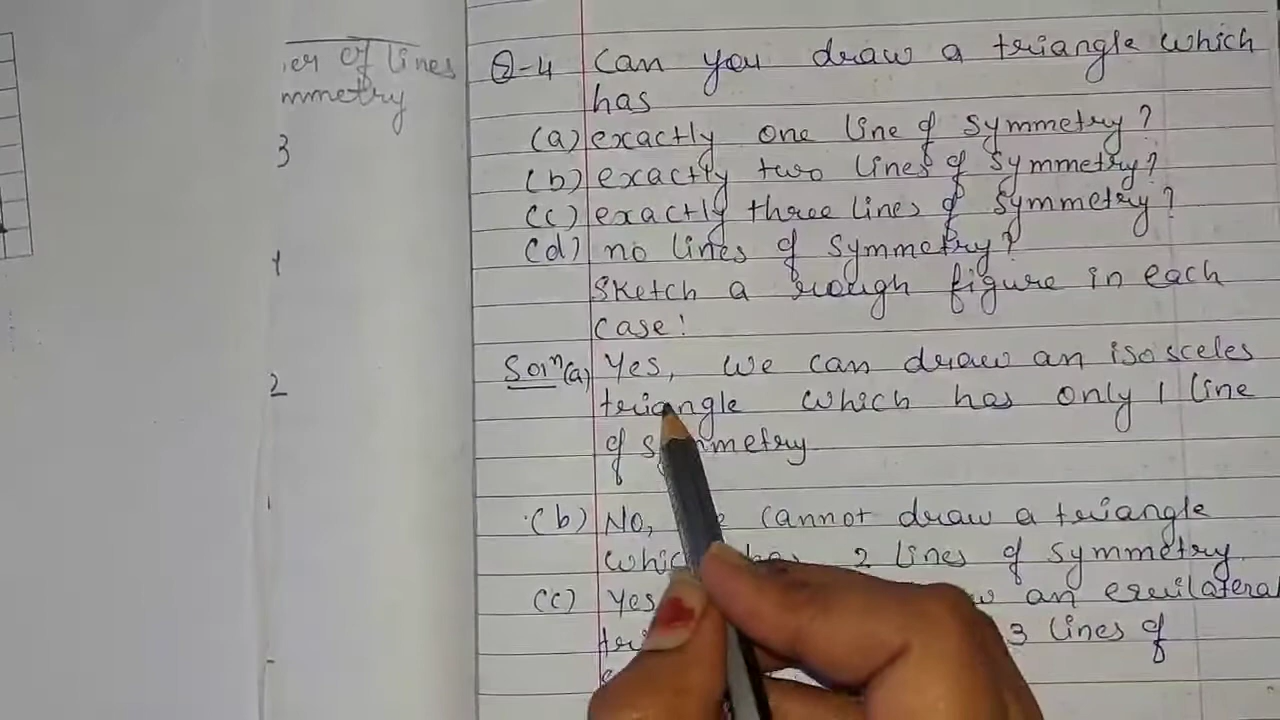 er of lines
mmetry
3
1
2
Q-4 Can you draw a triangle which
has
(a) exactly one line of symmetry?
(b) exactly two lines of symmetry?
(c) exactly three lines of symmetry?
(d) no lines of symmetry?
Sketch a rough figure in each
case!
Solⁿ (a) Yes, we can draw an isosceles
triangle which has only 1 line
of symmetry
(b) No, cannot draw a triangle
which has 2 lines of symmetry
(c) Yes an equilateral
3 lines of